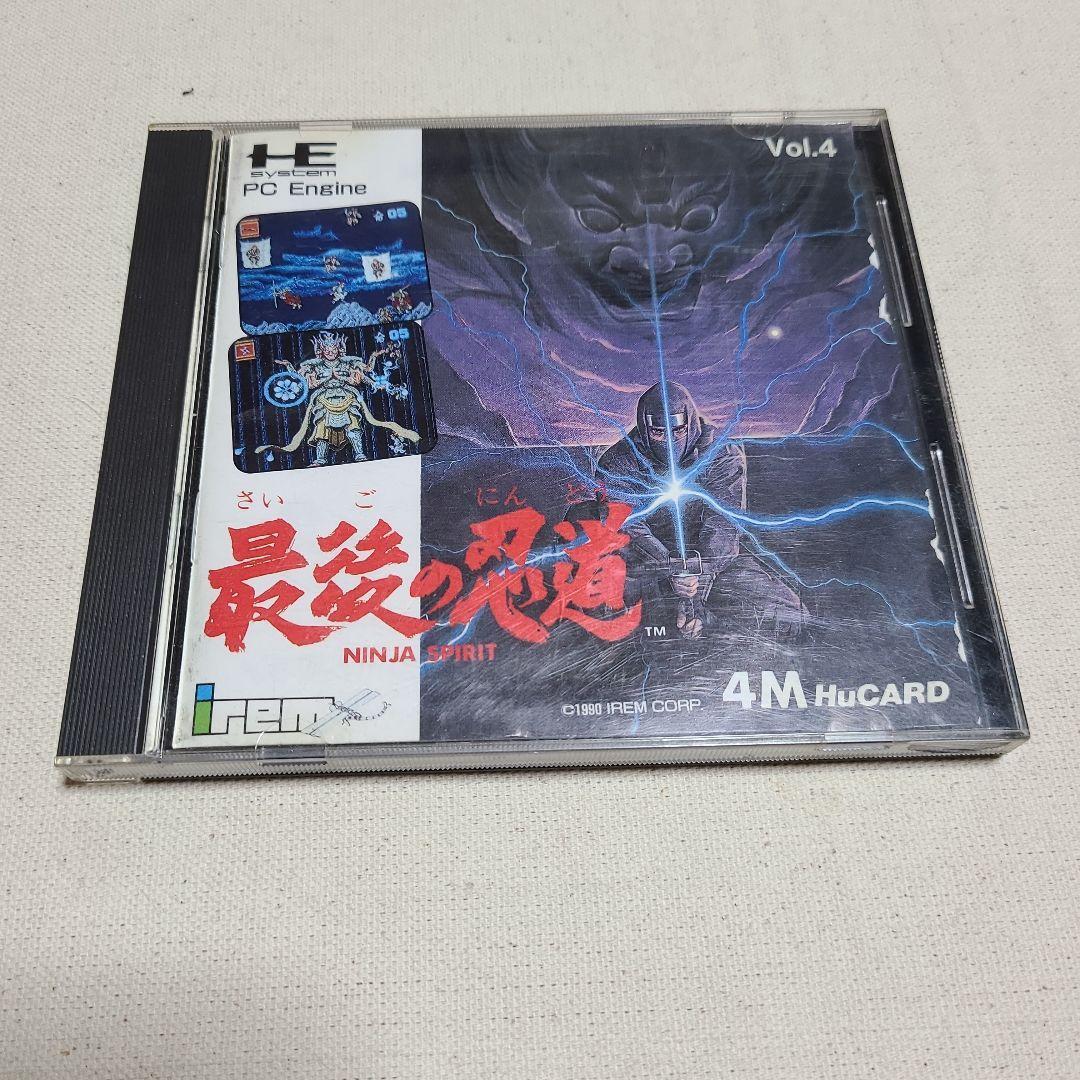 HE
system
PC Engine
Vol.4
05
05
さい ご にん どう
最後の忍道
TM
NINJA SPIRIT
irem
©1990 IREM CORP.
4M HuCARD